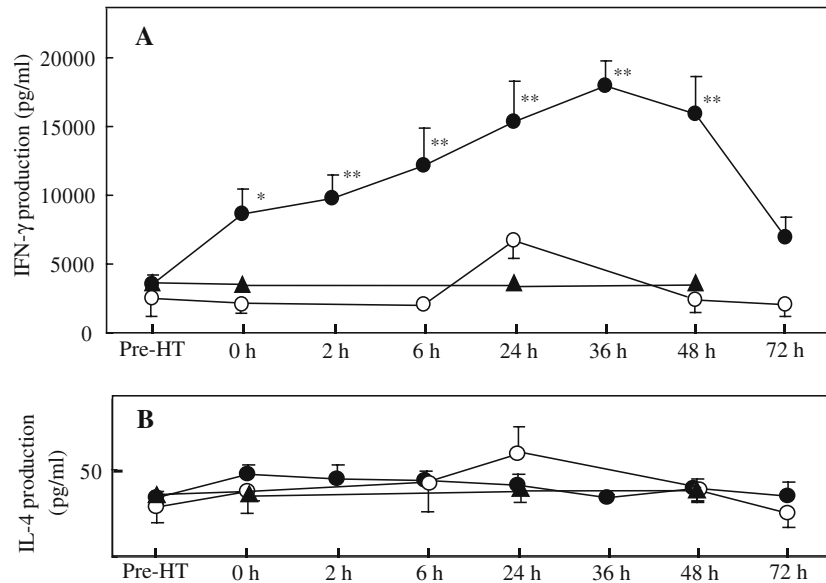 A
IFN-γ production (pg/ml)
20000
15000
10000
5000
0
*
**
**
**
**
**
Pre-HT 0 h 2 h 6 h 24 h 36 h 48 h 72 h
B
IL-4 production
(pg/ml)
50
Pre-HT 0 h 2 h 6 h 24 h 36 h 48 h 72 h